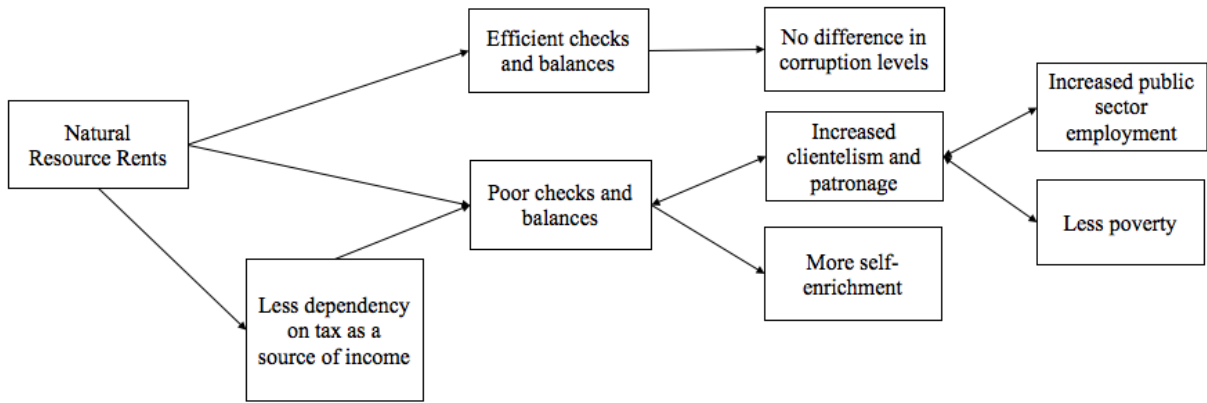 Efficient checks
and balances
No difference in
corruption levels
Increased public
sector
employment
Natural
Resource Rents
Increased
clientelism and
patronage
Poor checks and
balances
Less poverty
More self-
enrichment
Less dependency
on tax as a
source of income